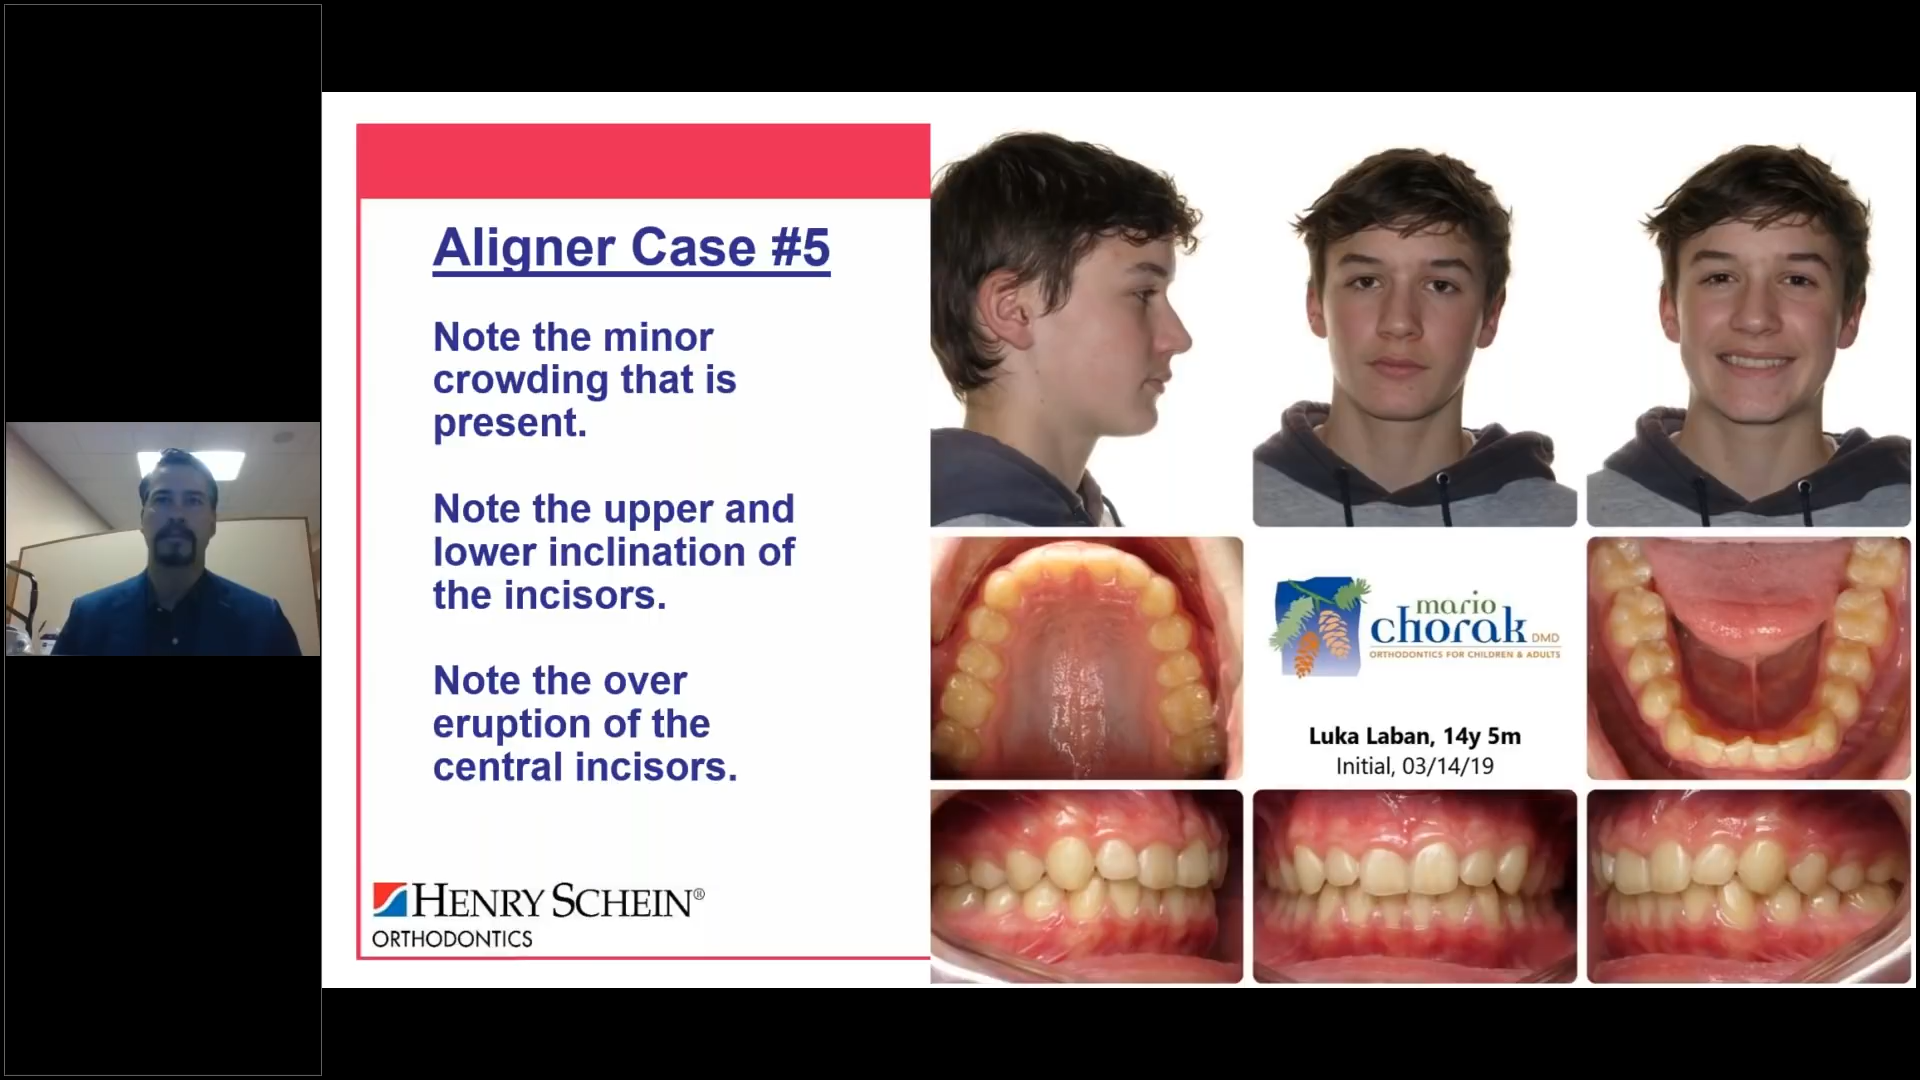 Aligner Case #5
Note the minor
crowding that is
present.
Note the upper and
lower inclination of
the incisors.
Note the over
eruption of the
central incisors.
HENRY SCHEIN®
ORTHODONTICS
mario
chorak DMD
ORTHODONTICS FOR CHILDREN & ADULTS
Luka Laban, 14y 5m
Initial, 03/14/19